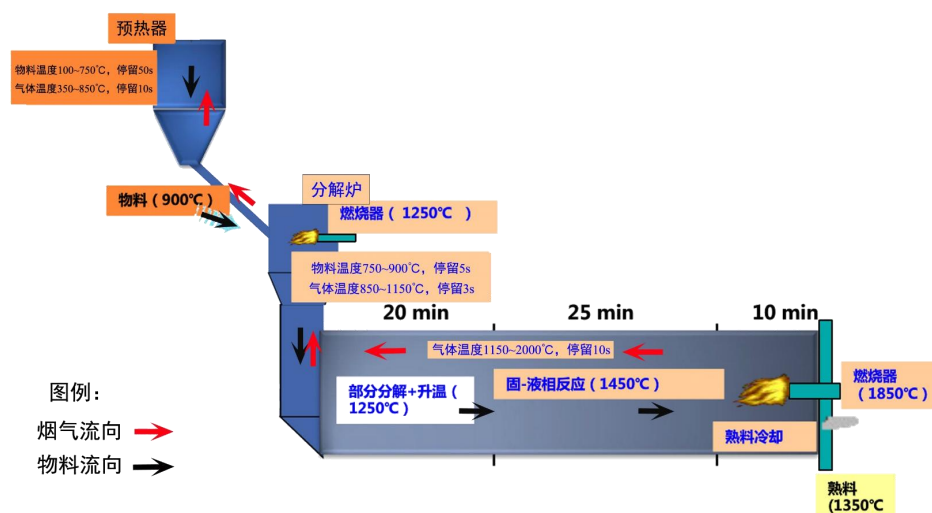 预热器
物料温度100~750℃，停留50s
气体温度350~850℃，停留10s
物料（900℃）
分解炉
燃烧器（ 1250℃ ）
物料温度750~900℃，停留5s
气体温度850~1150℃，停留3s
20 min
25 min
10 min
气体温度1150~2000℃，停留10s
部分分解+升温（
1250℃）
固-液相反应（1450℃）
燃烧器
（1850℃）
熟料冷却
熟料
(1350℃
图例：
烟气流向
物料流向